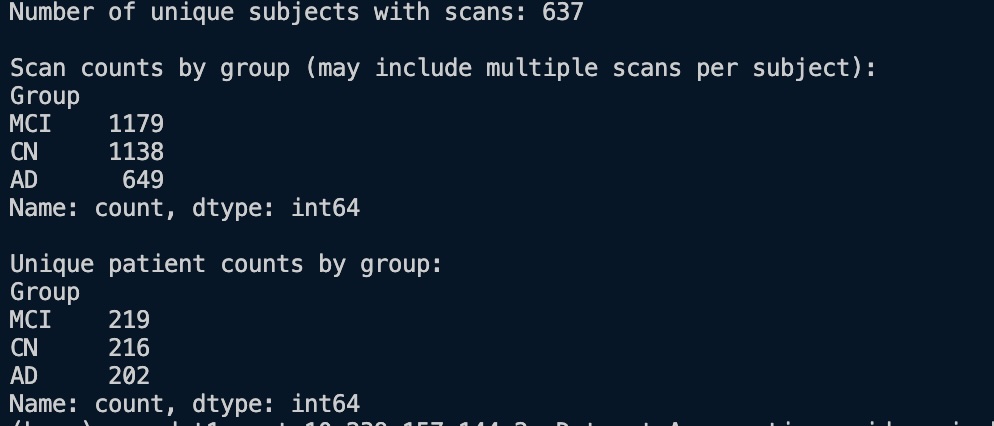 Number of unique subjects with scans: 637
Scan counts by group (may include multiple scans per subject):
Group
MCI    1179
CN     1138
AD      649
Name: count, dtype: int64
Unique patient counts by group:
Group
MCI    219
CN     216
AD     202
Name: count, dtype: int64